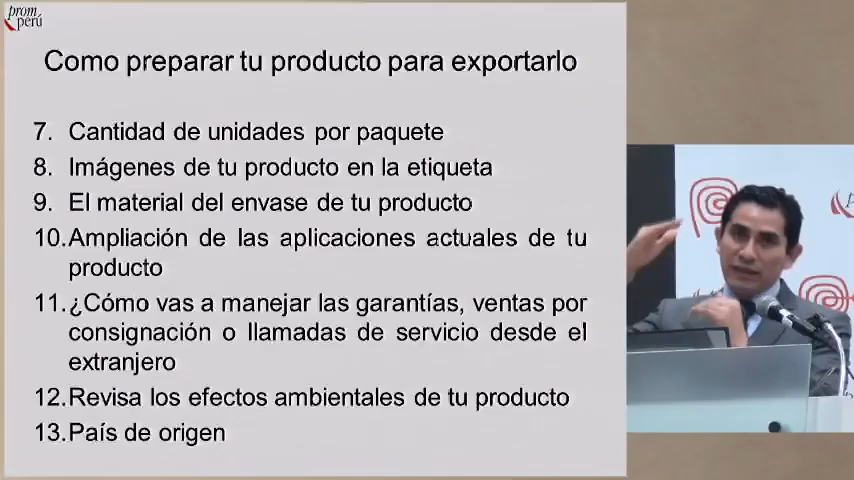 prom
perú
Como preparar tu producto para exportarlo
7. Cantidad de unidades por paquete
8. Imágenes de tu producto en la etiqueta
9. El material del envase de tu producto
10. Ampliación de las aplicaciones actuales de tu
producto
11. ¿Cómo vas a manejar las garantías, ventas por
consignación o llamadas de servicio desde el
extranjero
12. Revisa los efectos ambientales de tu producto
13. País de origen